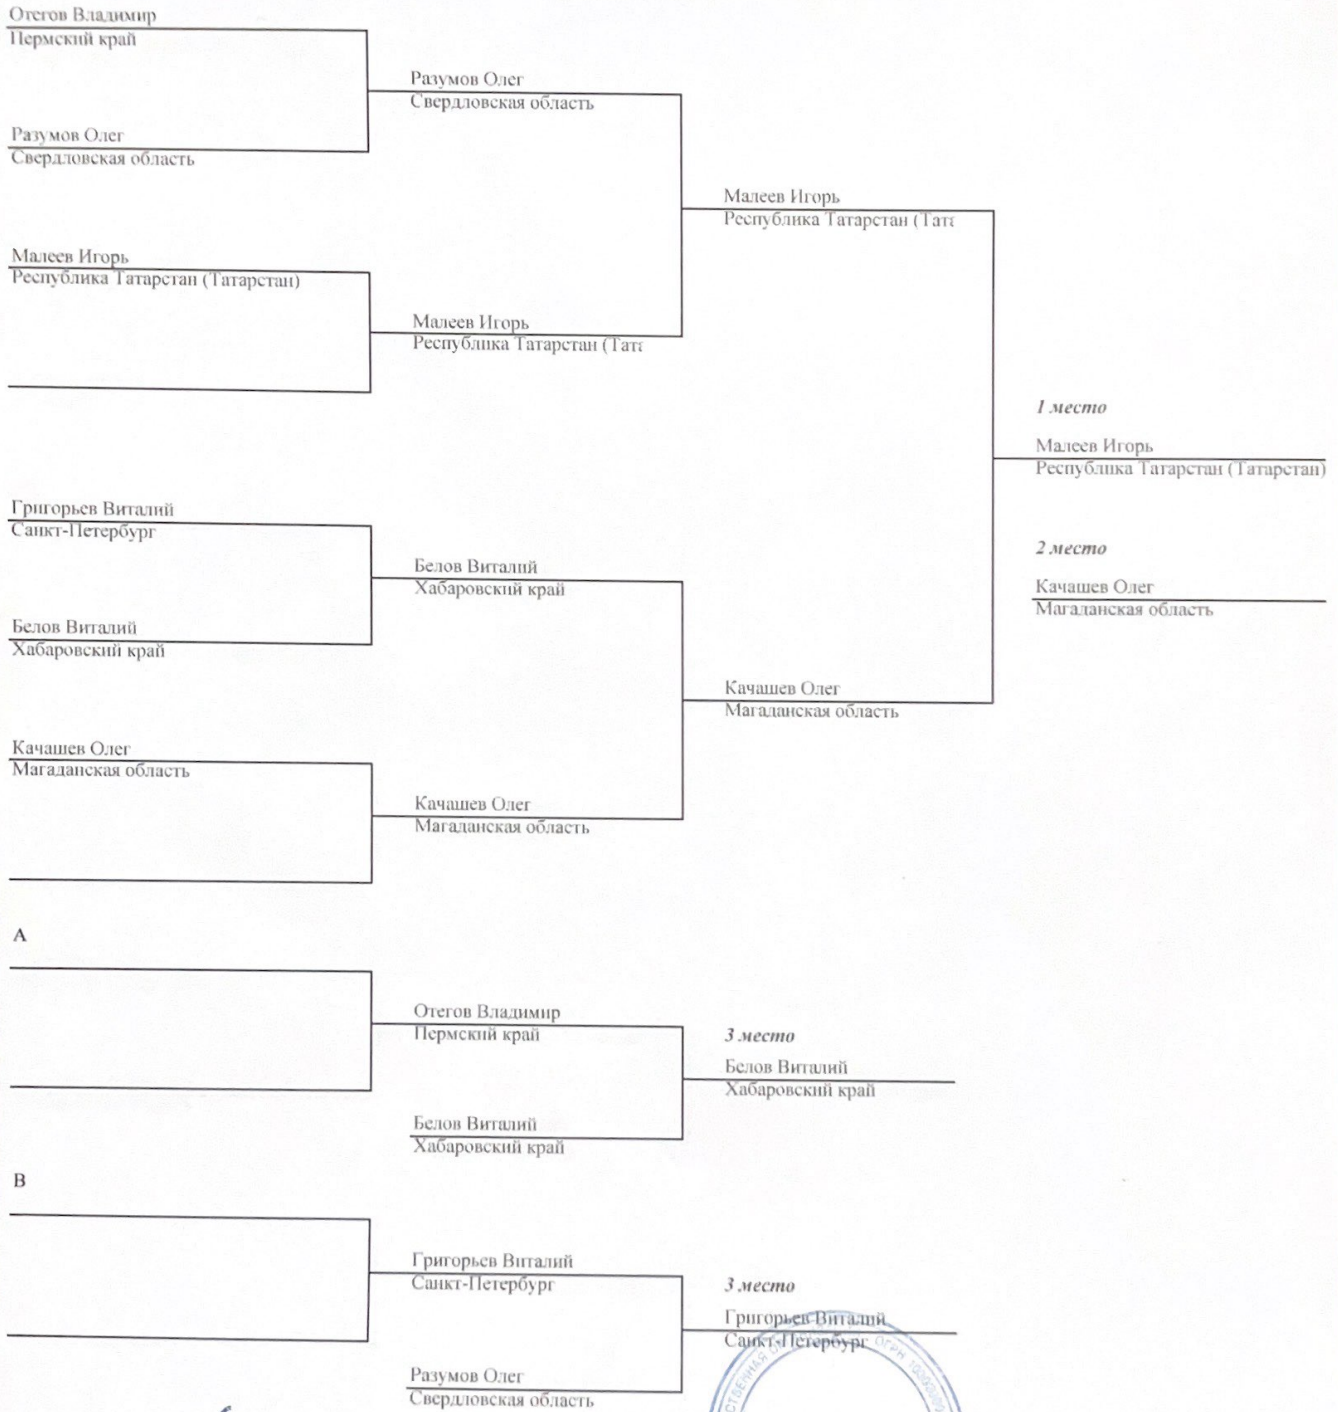 Отегов Владимир
Пермский край
Разумов Олег
Свердловская область
Разумов Олег
Свердловская область
Малеев Игорь
Республика Татарстан (Тата
Малеев Игорь
Республика Татарстан (Татарстан)
Малеев Игорь
Республика Татарстан (Тата
1 место
Малеев Игорь
Республика Татарстан (Татарстан)
Григорьев Виталий
Санкт-Петербург
2 место
Белов Виталий
Хабаровский край
Качашев Олег
Магаданская область
Белов Виталий
Хабаровский край
Качашев Олег
Магаданская область
Качашев Олег
Магаданская область
Качашев Олег
Магаданская область
A
Отегов Владимир
Пермский край
3 место
Белов Виталий
Хабаровский край
Белов Виталий
Хабаровский край
B
Григорьев Виталий
Санкт-Петербург
3 место
Григорьев Виталий
Санкт-Петербург
Разумов Олег
Свердловская область
ОГРН